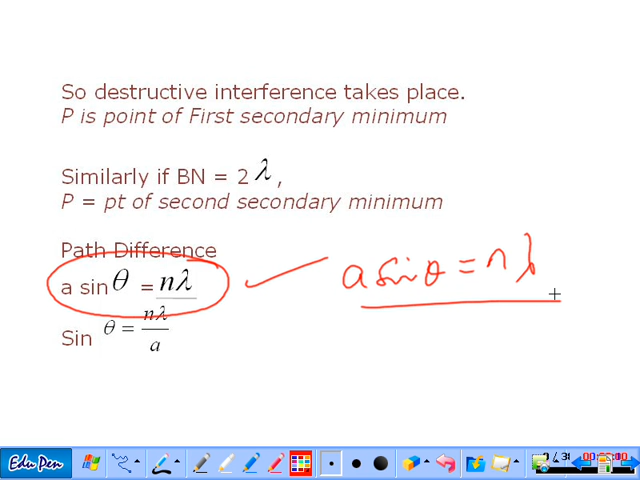 So destructive interference takes place.
P is point of First secondary minimum
Similarly if BN = 2 λ ,
P = pt of second secondary minimum
Path Difference
a sin θ = nλ
a sin θ = n λ
Sin θ = nλ / a
Edu Pen